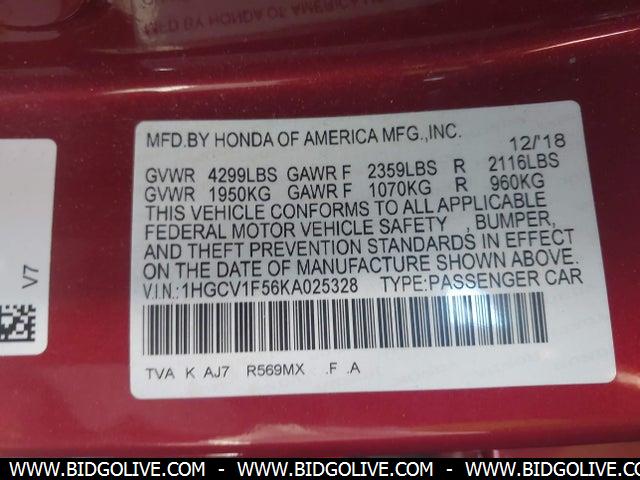 MFD.BY HONDA OF AMERICA MFG.,INC. 12/'18
GVWR 4299LBS GAWR F 2359LBS R 2116LBS
GVWR 1950KG GAWR F 1070KG R 960KG
THIS VEHICLE CONFORMS TO ALL APPLICABLE
FEDERAL MOTOR VEHICLE SAFETY , BUMPER,
AND THEFT PREVENTION STANDARDS IN EFFECT
ON THE DATE OF MANUFACTURE SHOWN ABOVE.
V.I.N.:1HGCV1F56KA025328 TYPE:PASSENGER CAR
TVA K AJ7 R569MX .F .A
V7
WWW.BIDGOLIVE.COM - WWW.BIDGOLIVE.COM - WWW.BIDGOLIVE.COM